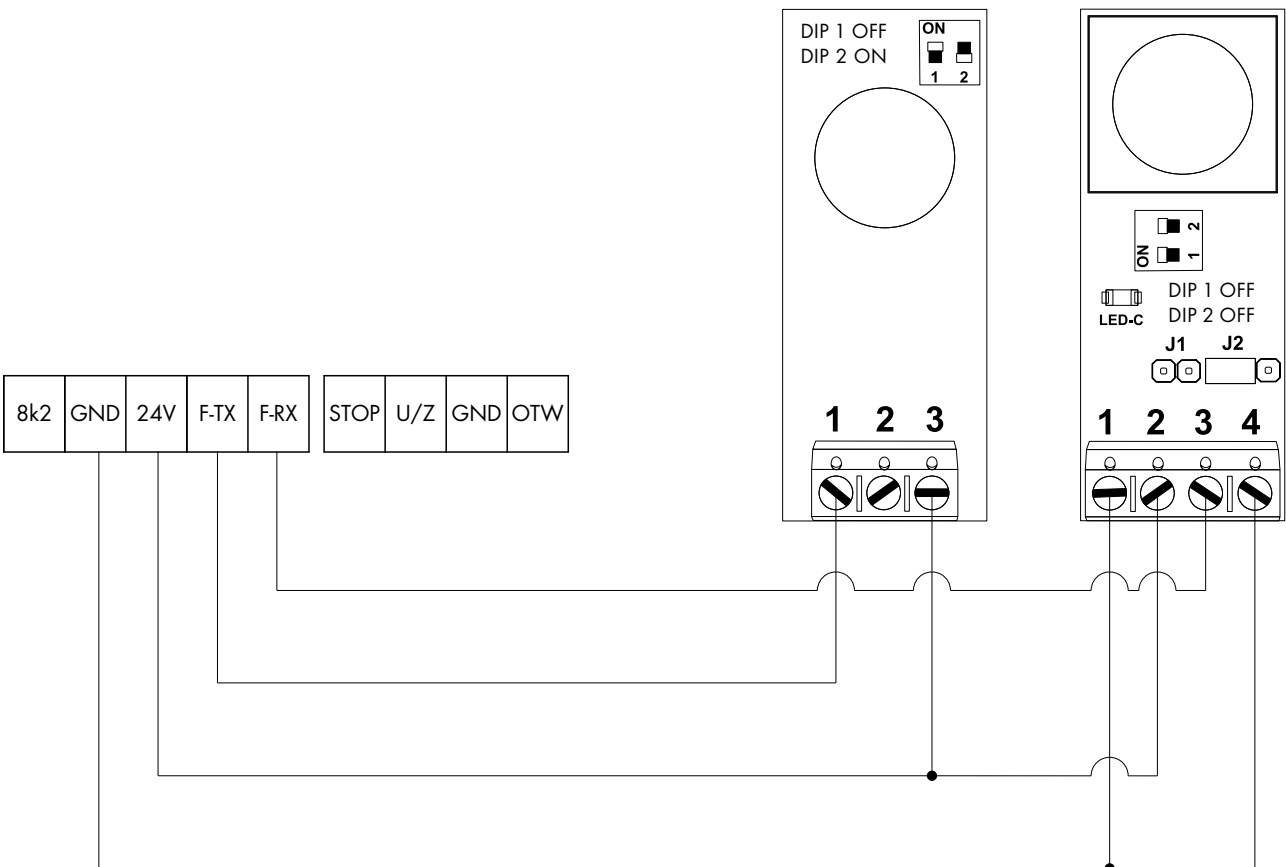 DIP 1 OFF
DIP 2 ON
ON
1 2
2
1
ON
DIP 1 OFF
DIP 2 OFF
LED-C
J1 J2
8k2 GND 24V F-TX F-RX STOP U/Z GND OTW
1 2 3
1 2 3 4